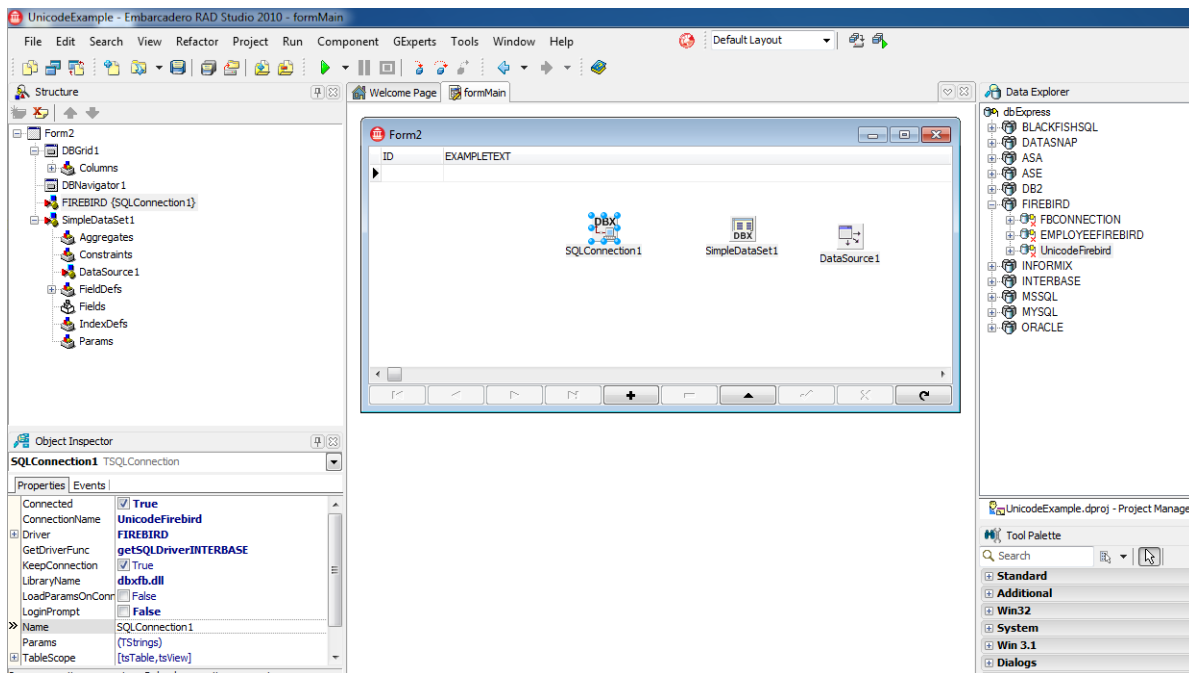 UnicodeExample - Embarcadero RAD Studio 2010 - formMain
File Edit Search View Refactor Project Run Component GExperts Tools Window Help
Default Layout
Structure
Form2
DBGrid1
Columns
DBNavigator1
FIREBIRD {SQLConnection1}
SimpleDataSet1
Aggregates
Constraints
DataSource1
FieldDefs
Fields
IndexDefs
Params
Welcome Page formMain
Form2
ID EXAMPLETEXT
DBX
SQLConnection1
DBX
SimpleDataSet1
DataSource1
Data Explorer
dbExpress
BLACKFISHSQL
DATASNAP
ASA
ASE
DB2
FIREBIRD
FBCONNECTION
EMPLOYEEFIREBIRD
UnicodeFirebird
INFORMIX
INTERBASE
MSSQL
MYSQL
ORACLE
Object Inspector
SQLConnection1 TSQLConnection
Properties Events
Connected True
ConnectionName UnicodeFirebird
Driver FIREBIRD
GetDriverFunc getSQLDriverINTERBASE
KeepConnection True
LibraryName dbxfb.dll
LoadParamsOnConn False
LoginPrompt False
Name SQLConnection1
Params (TStrings)
TableScope [tsTable,tsView]
UnicodeExample.dproj - Project Manage
Tool Palette
Search
Standard
Additional
Win32
System
Win 3.1
Dialogs